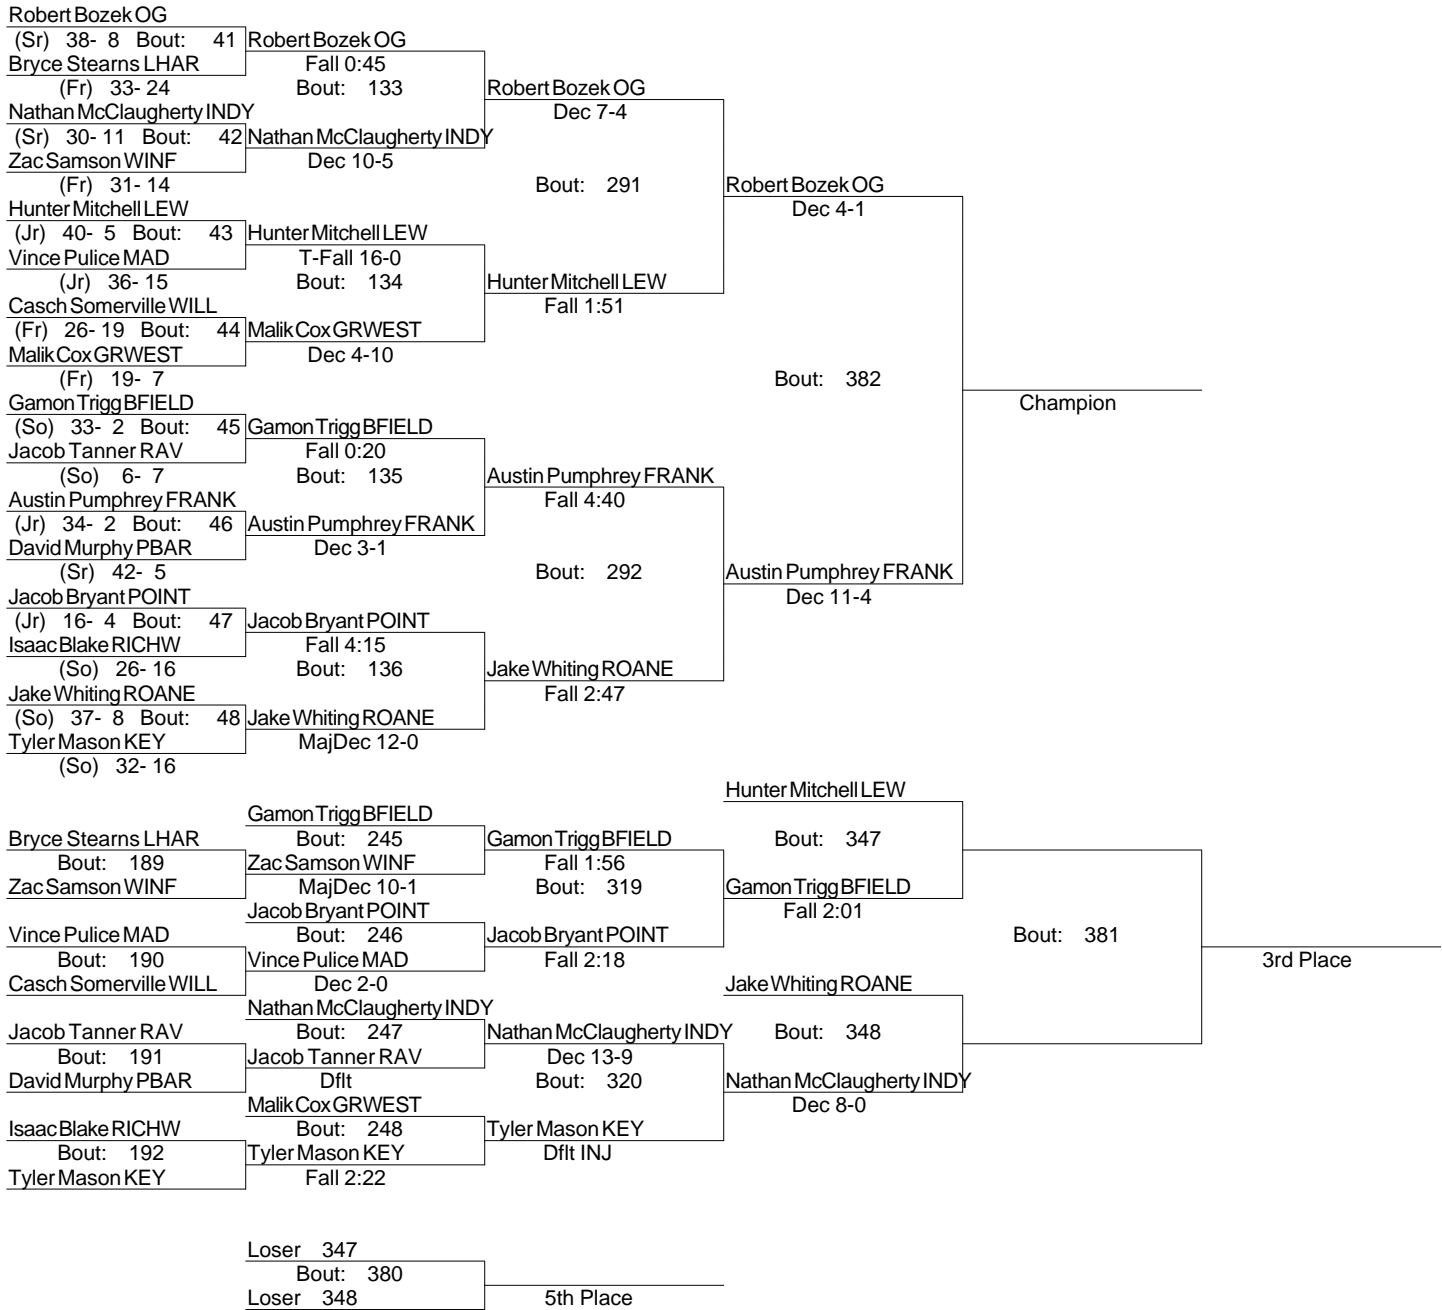 Robert Bozek OG
(Sr) 38- 8 Bout: 41 Robert Bozek OG
Bryce Stearns LHAR Fall 0:45
(Fr) 33- 24 Bout: 133 Robert Bozek OG
Nathan McClaugherty INDY Dec 7-4
(Sr) 30- 11 Bout: 42 Nathan McClaugherty INDY
Zac Samson WINF Dec 10-5
(Fr) 31- 14 Bout: 291 Robert Bozek OG
Hunter Mitchell LEW Dec 4-1
(Jr) 40- 5 Bout: 43 Hunter Mitchell LEW
Vince Pulice MAD T-Fall 16-0
(Jr) 36- 15 Bout: 134 Hunter Mitchell LEW
Casch Somerville WILL Fall 1:51
(Fr) 26- 19 Bout: 44 Malik Cox GRWEST
Malik Cox GRWEST Dec 4-10
(Fr) 19- 7 Bout: 382
Gamon Trigg BFIELD Champion
(So) 33- 2 Bout: 45 Gamon Trigg BFIELD
Jacob Tanner RAV Fall 0:20
(So) 6- 7 Bout: 135 Austin Pumphrey FRANK
Austin Pumphrey FRANK Fall 4:40
(Jr) 34- 2 Bout: 46 Austin Pumphrey FRANK
David Murphy PBAR Dec 3-1
(Sr) 42- 5 Bout: 292 Austin Pumphrey FRANK
Jacob Bryant POINT Dec 11-4
(Jr) 16- 4 Bout: 47 Jacob Bryant POINT
Isaac Blake RICHW Fall 4:15
(So) 26- 16 Bout: 136 Jake Whiting ROANE
Jake Whiting ROANE Fall 2:47
(So) 37- 8 Bout: 48 Jake Whiting ROANE
Tyler Mason KEY MajDec 12-0
(So) 32- 16
Hunter Mitchell LEW
Gamon Trigg BFIELD
Bryce Stearns LHAR Bout: 245 Gamon Trigg BFIELD Bout: 347
Bout: 189 Zac Samson WINF Fall 1:56
Zac Samson WINF MajDec 10-1 Bout: 319 Gamon Trigg BFIELD
Jacob Bryant POINT Fall 2:01
Vince Pulice MAD Bout: 246 Jacob Bryant POINT Bout: 381
Bout: 190 Vince Pulice MAD Fall 2:18 3rd Place
Casch Somerville WILL Dec 2-0 Jake Whiting ROANE
Nathan McClaugherty INDY
Jacob Tanner RAV Bout: 247 Nathan McClaugherty INDY Bout: 348
Bout: 191 Jacob Tanner RAV Dec 13-9
David Murphy PBAR Dflt Bout: 320 Nathan McClaugherty INDY
Malik Cox GRWEST Dec 8-0
Isaac Blake RICHW Bout: 248 Tyler Mason KEY
Bout: 192 Tyler Mason KEY Dflt INJ
Tyler Mason KEY Fall 2:22
Loser 347
Bout: 380
Loser 348 5th Place